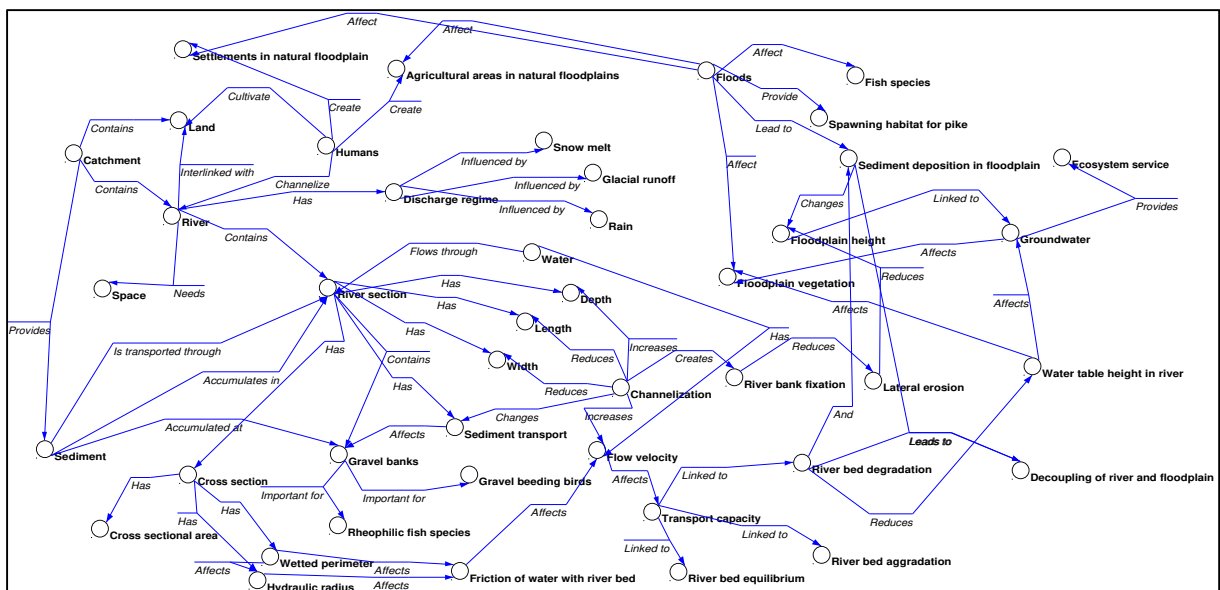 Affect
Affect
Settlements in natural floodplain
Agricultural areas in natural floodplains
Floods
Affect
Fish species
Cultivate
Create
Create
Provide
Spawning habitat for pike
Contains
Land
Lead to
Catchment
Humans
Snow melt
Influenced by
Affect
Sediment deposition in floodplain
Ecosystem service
Interlinked with
Contains
Channelize
Has
Discharge regime
Influenced by
Glacial runoff
Influenced by
Rain
Changes
Linked to
Provides
River
Contains
Flows through
Water
Floodplain height
Affects
Groundwater
Space
Needs
River section
Has
Depth
Floodplain vegetation
Reduces
Affects
Affects
Provides
Has
Length
Has
Is transported through
Has
Has
Contains
Reduces
Increases
Creates
Reduces
Width
Accumulates in
Has
Reduces
Channelization
River bank fixation
Lateral erosion
Water table height in river
Changes
Increases
And
Accumulated at
Affects
Sediment transport
Sediment
Gravel banks
Flow velocity
Leads to
River bed degradation
Decoupling of river and floodplain
Cross section
Has
Important for
Important for
Gravel beeding birds
Affects
Linked to
Has
Has
Affects
Transport capacity
Reduces
Cross sectional area
Rheophilic fish species
Linked to
Linked to
Wetted perimeter
Affects
Affects
Friction of water with river bed
River bed equilibrium
River bed aggradation
Hydraulic radius
Affects